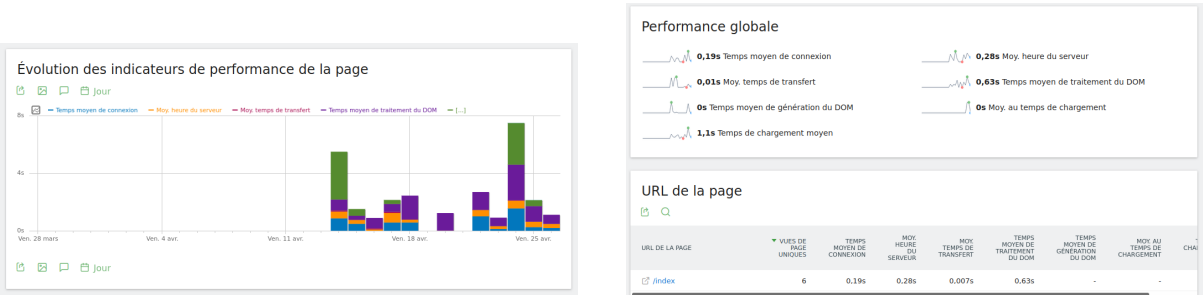 Évolution des indicateurs de performance de la page
Jour
Temps moyen de connexion
Moy. heure du serveur
Moy. temps de transfert
Temps moyen de traitement du DOM
[...]
8s
4s
0s
Ven. 28 mars
Ven. 4 avr.
Ven. 11 avr.
Ven. 18 avr.
Ven. 25 avr.
Jour
Performance globale
0,19s Temps moyen de connexion
0,28s Moy. heure du serveur
0,01s Moy. temps de transfert
0,63s Temps moyen de traitement du DOM
0s Temps moyen de génération du DOM
0s Moy. au temps de chargement
1,1s Temps de chargement moyen
URL de la page
URL DE LA PAGE
VUES DE
PAGE
UNIQUES
TEMPS
MOYEN DE
CONNEXION
MOY.
HEURE
DU
SERVEUR
MOY.
TEMPS DE
TRANSFERT
TEMPS
MOYEN DE
TRAITEMENT
DU DOM
TEMPS
MOYEN DE
GÉNÉRATION
DU DOM
MOY. AU
TEMPS DE
CHARGEMENT
/index
6
0,19s
0,28s
0,007s
0,63s
-
-